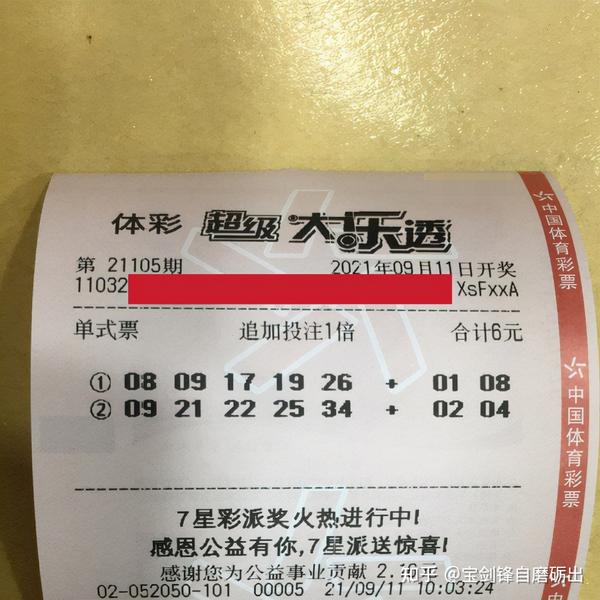 体彩 超级大乐透
第 21105期 2021年09月11日开奖
11032 XsFxxA
单式票 追加投注1倍 合计6元
① 08 09 17 19 26 + 01 08
② 09 21 22 25 34 + 02 04
7星彩派奖火热进行中!
感恩公益有你,7星派送惊喜!
感谢您为公益事业贡献 2.
02-052050-101 00005 21/09/11 10:03:24
中国体育彩票
中国体育彩票
中
知乎 @宝剑锋自磨砺出